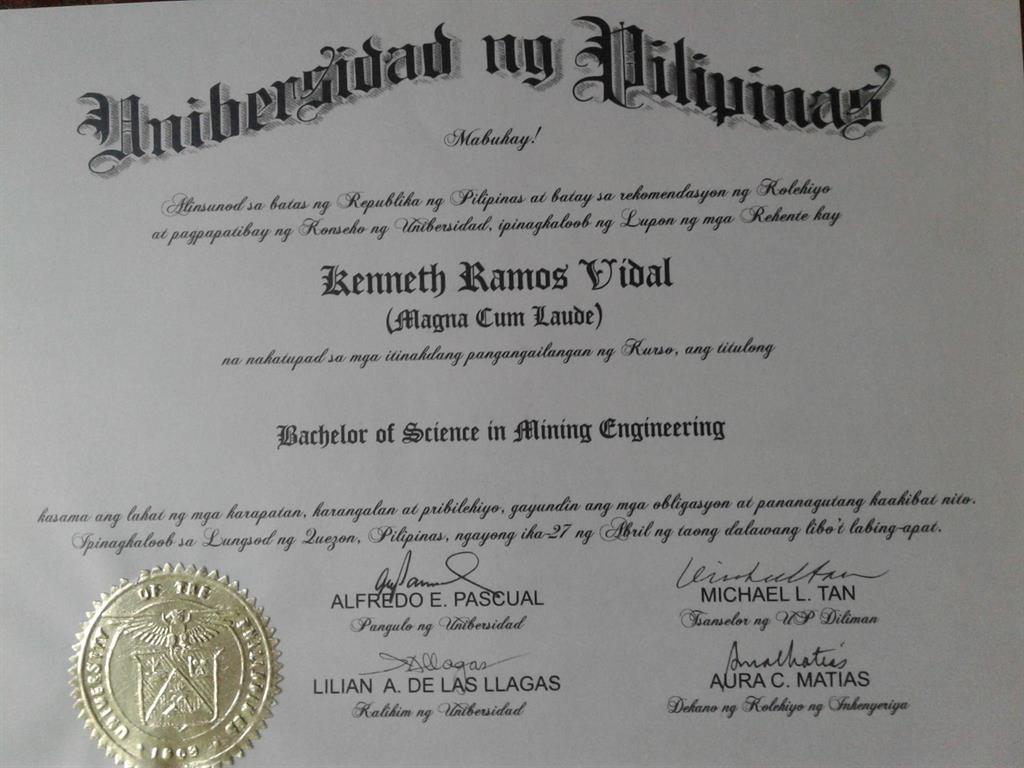 Unibersidad ng Pilipinas
Mabuhay!
Alinsunod sa batas ng Republika ng Pilipinas at batay sa rekomendasyon ng Kolehiyo
at pagpapatibay ng Konseho ng Unibersidad, ipinagkaloob ng Lupon ng mga Rehente kay
Kenneth Ramos Vidal
(Magna Cum Laude)
na nakatupad sa mga itinakdang pangangailangan ng Kurso, ang titulong
Bachelor of Science in Mining Engineering
kasama ang lahat ng mga karapatan, karangalan at pribilehiyo, gayundin ang mga obligasyon at pananagutang kaakibat nito.
Ipinagkaloob sa Lungsod ng Quezon, Pilipinas, ngayong ika-27 ng Abril ng taong dalawang libo't labing-apat.
ALFREDO E. PASCUAL
Pangulo ng Unibersidad
MICHAEL L. TAN
Tsanselor ng UP Diliman
LILIAN A. DE LAS LLAGAS
Kalihim ng Unibersidad
AURA C. MATIAS
Dekano ng Kolehiyo ng Inhenyeriya
UNIVERSITY OF THE PHILIPPINES